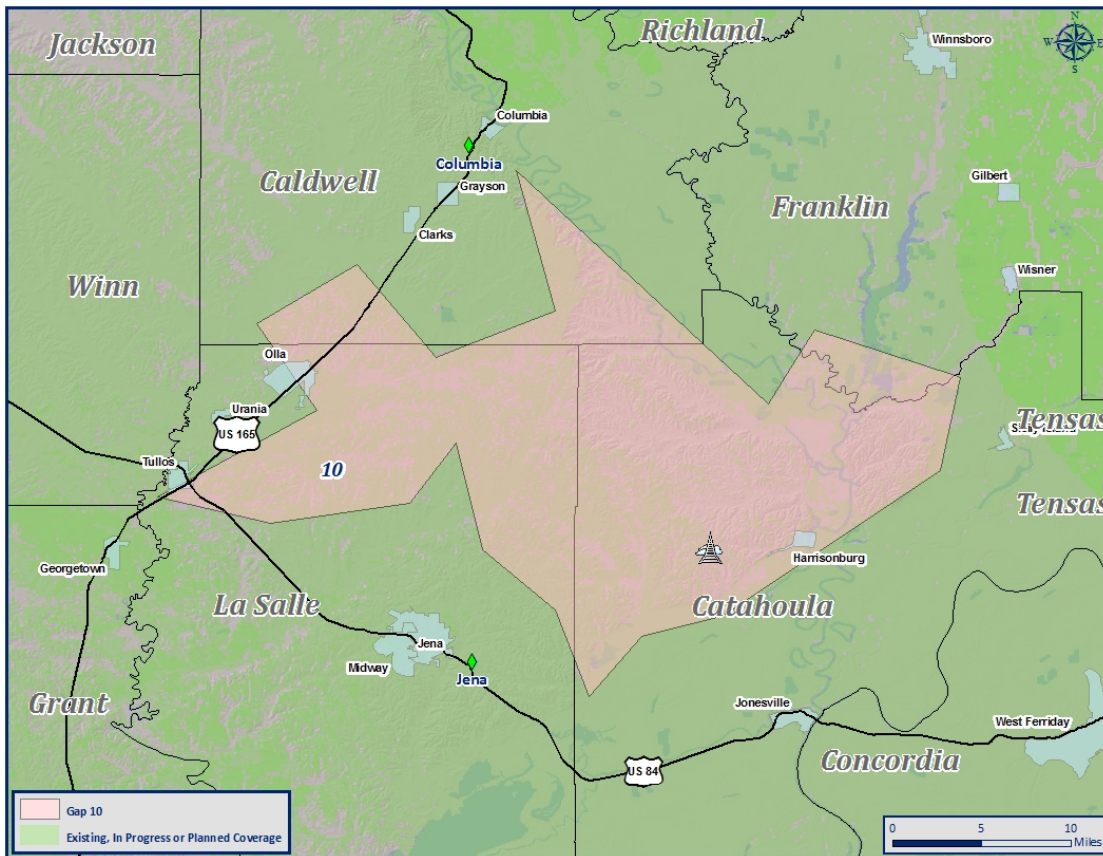 Jackson
Richland
Winnsboro
N
W
E
S
Columbia
Columbia
Caldwell
Grayson
Gilbert
Franklin
Clarks
Winn
Wisner
Olla
Urania
US 165
Tensas
Sicily Island
Tullos
10
Tensas
Georgetown
Harrisonburg
La Salle
Catahoula
Jena
Midway
Jena
Grant
Jonesville
West Ferriday
Concordia
US 84
Gap 10
Existing, In Progress or Planned Coverage
0 5 10
Miles